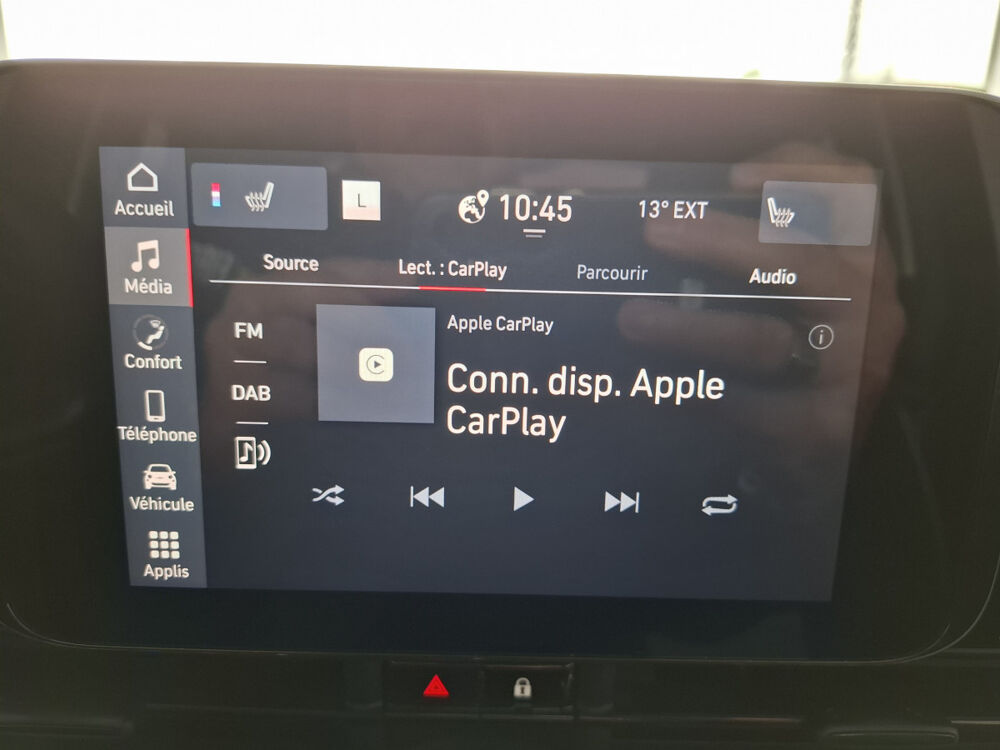 Accueil
L
10:45
13° EXT
Média
Source
Lect. : CarPlay
Parcourir
Audio
Confort
FM
Apple CarPlay
Conn. disp. Apple
CarPlay
DAB
Téléphone
Véhicule
Applis